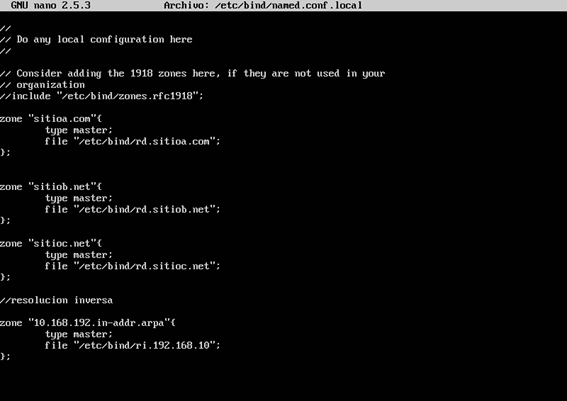 GNU nano 2.5.3 Archivo: /etc/bind/named.conf.local
//
// Do any local configuration here
//
// Consider adding the 1918 zones here, if they are not used in your
// organization
//include "/etc/bind/zones.rfc1918";
zone "sitioa.com"{
type master;
file "/etc/bind/rd.sitioa.com";
};
zone "sitiob.net"{
type master;
file "/etc/bind/rd.sitiob.net";
};
zone "sitioc.net"{
type master;
file "/etc/bind/rd.sitioc.net";
};
//resolucion inversa
zone "10.168.192.in-addr.arpa"{
type master;
file "/etc/bind/ri.192.168.10";
};